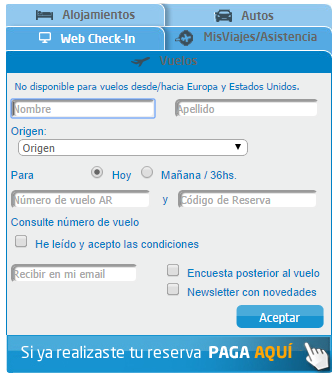 Alojamientos
Autos
Web Check-In
MisViajes/Asistencia
Vuelos
No disponible para vuelos desde/hacia Europa y Estados Unidos.
Nombre
Apellido
Origen:
Origen
Para Hoy Mañana / 36hs.
Número de vuelo AR y Código de Reserva
Consulte número de vuelo
He leído y acepto las condiciones
Recibir en mi email
Encuesta posterior al vuelo
Newsletter con novedades
Aceptar
Si ya realizaste tu reserva PAGA AQUÍ